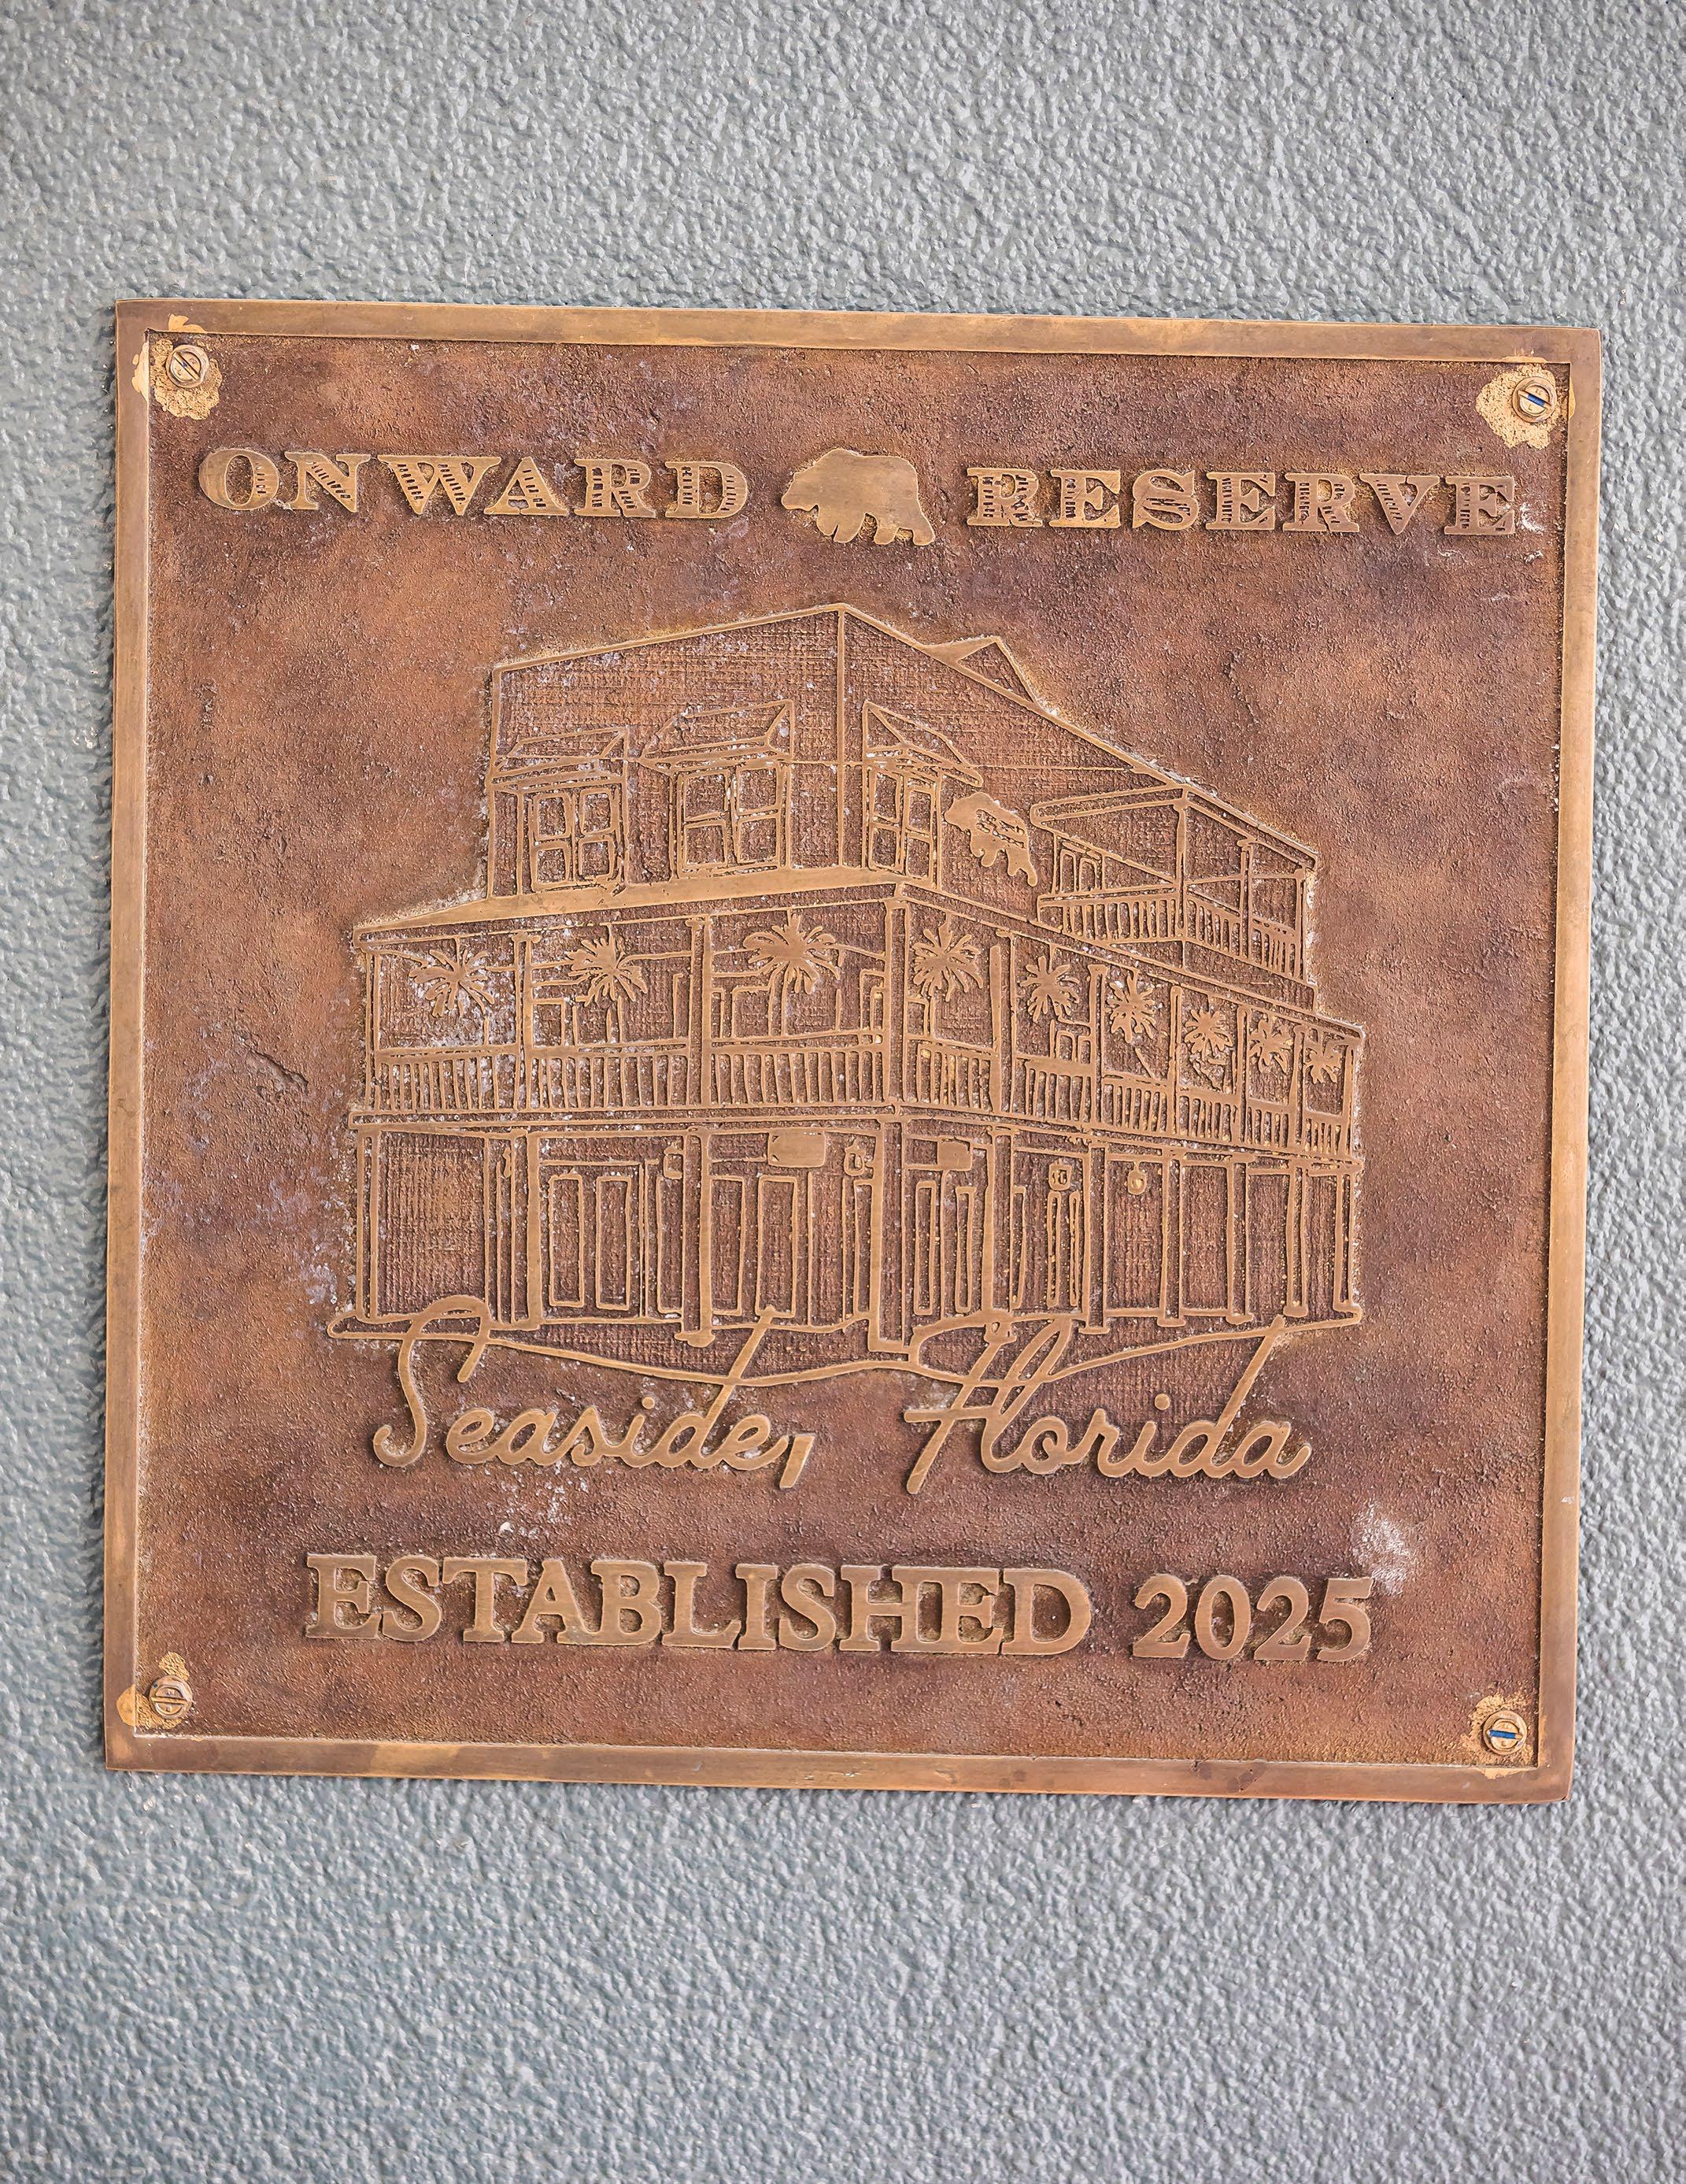 ONWARD RESERVE
Seaside, Florida
ESTABLISHED 2025